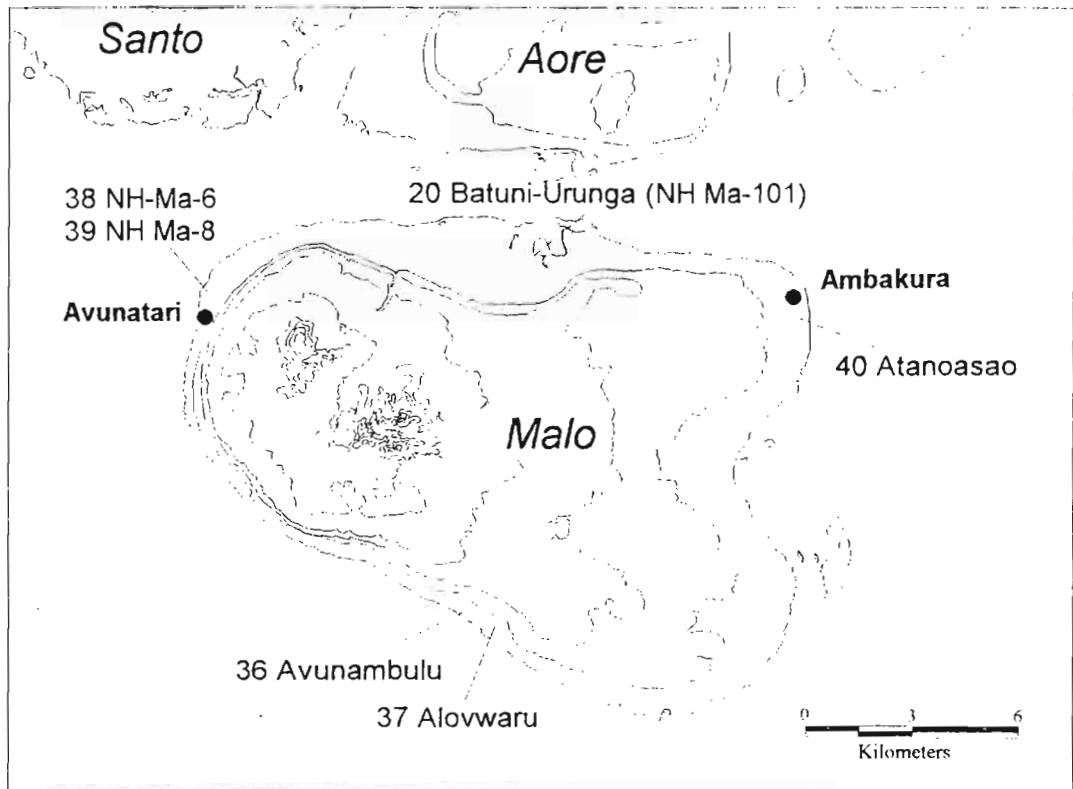 Santo
Aore
38 NH-Ma-6
39 NH Ma-8
20 Batuni-Urunga (NH Ma-101)
Avunatari
Ambakura
40 Atanoasao
Malo
36 Avunambulu
37 Alovwaru
0 3 6
Kilometers